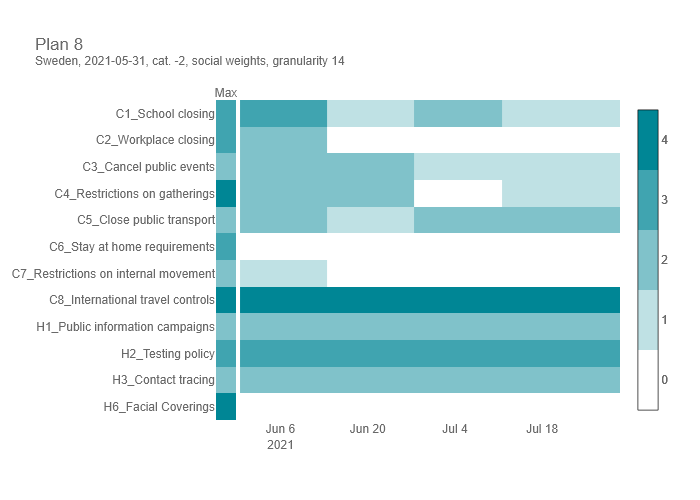 Plan 8
Sweden, 2021-05-31, cat. -2, social weights, granularity 14
Max
C1_School closing
C2_Workplace closing
C3_Cancel public events
C4_Restrictions on gatherings
C5_Close public transport
C6_Stay at home requirements
C7_Restrictions on internal movement
C8_International travel controls
H1_Public information campaigns
H2_Testing policy
H3_Contact tracing
H6_Facial Coverings
4
3
2
1
0
Jun 6 Jun 20 Jul 4 Jul 18
2021